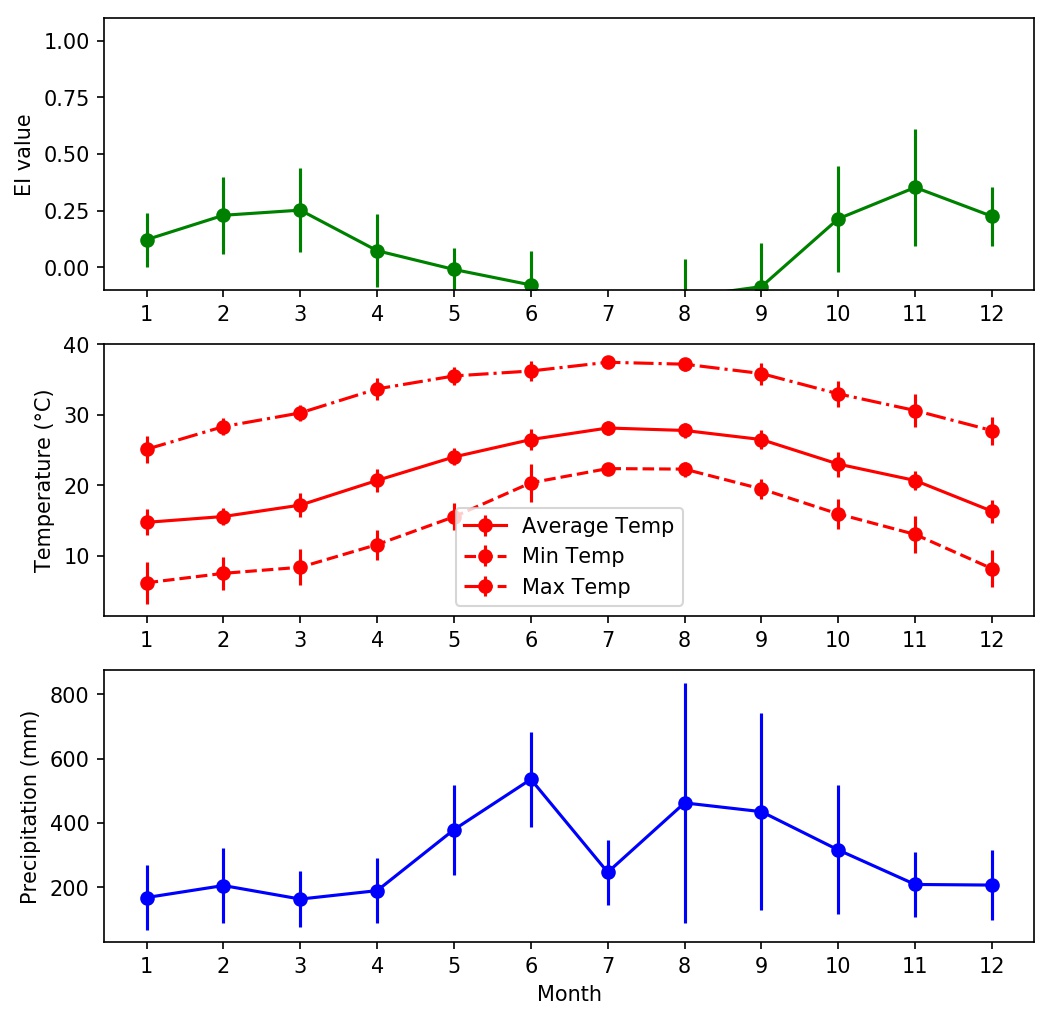 1.00
0.75
0.50
0.25
0.00
EI value
1 2 3 4 5 6 7 8 9 10 11 12
40
30
20
10
Temperature (°C)
Average Temp
Min Temp
Max Temp
1 2 3 4 5 6 7 8 9 10 11 12
800
600
400
200
Precipitation (mm)
1 2 3 4 5 6 7 8 9 10 11 12
Month